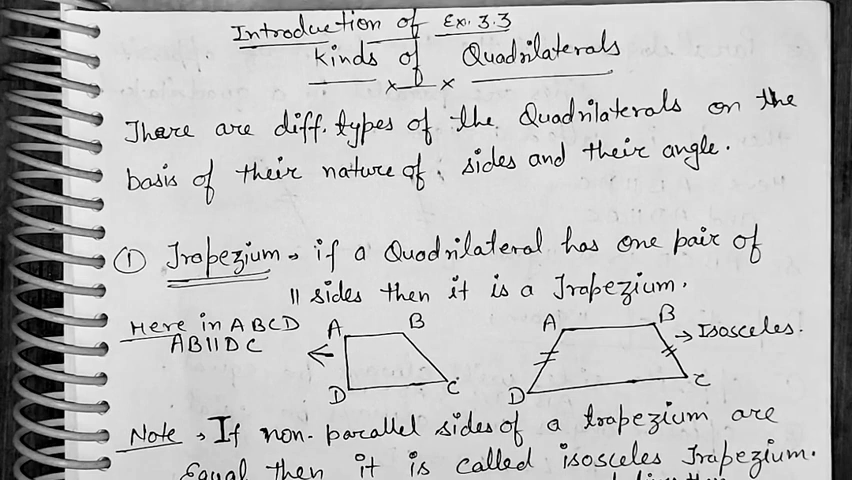 Introduction of Ex. 3.3
Kinds of Quadrilaterals
There are diff. types of the Quadrilaterals on the
basis of their nature of. sides and their angle.
① Trapezium → if a Quadrilateral has one pair of
|| sides then it is a Trapezium.
Here in ABCD
AB||DC
A B
D C
A B → Isosceles.
D C
Note → If non-parallel sides of a trapezium are
Equal then it is called isosceles Trapezium.